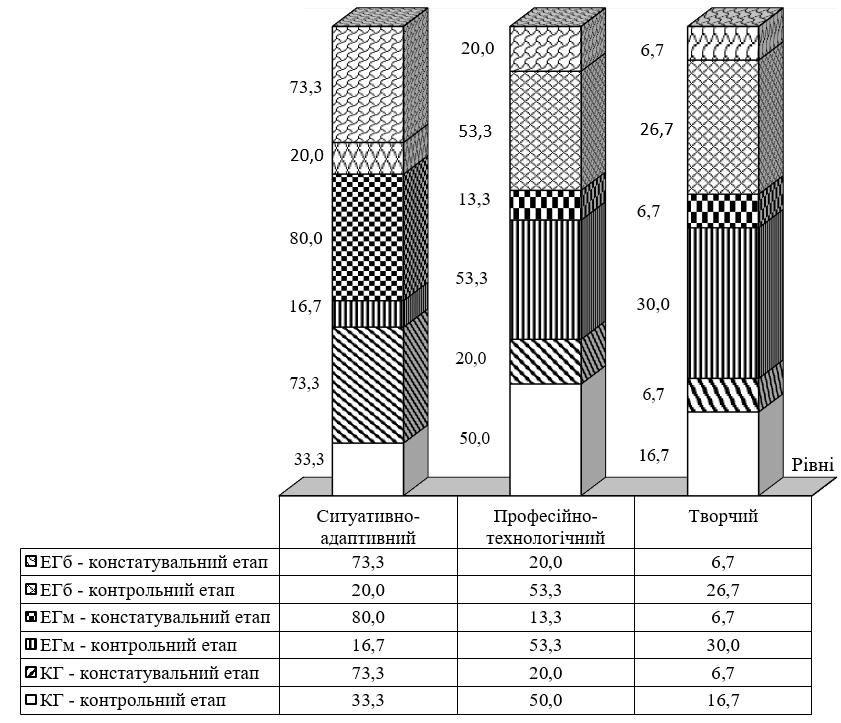 20,0
6,7
73,3
53,3
26,7
20,0
13,3
6,7
80,0
53,3
30,0
16,7
20,0
73,3
6,7
50,0
16,7
33,3
Рівні
Ситуативно-
адаптивний
Професійно-
технологічний
Творчий
ЕГб - констатувальний етап 73,3 20,0 6,7
ЕГб - контрольний етап 20,0 53,3 26,7
ЕГм - констатувальний етап 80,0 13,3 6,7
ЕГм - контрольний етап 16,7 53,3 30,0
КГ - констатувальний етап 73,3 20,0 6,7
КГ - контрольний етап 33,3 50,0 16,7